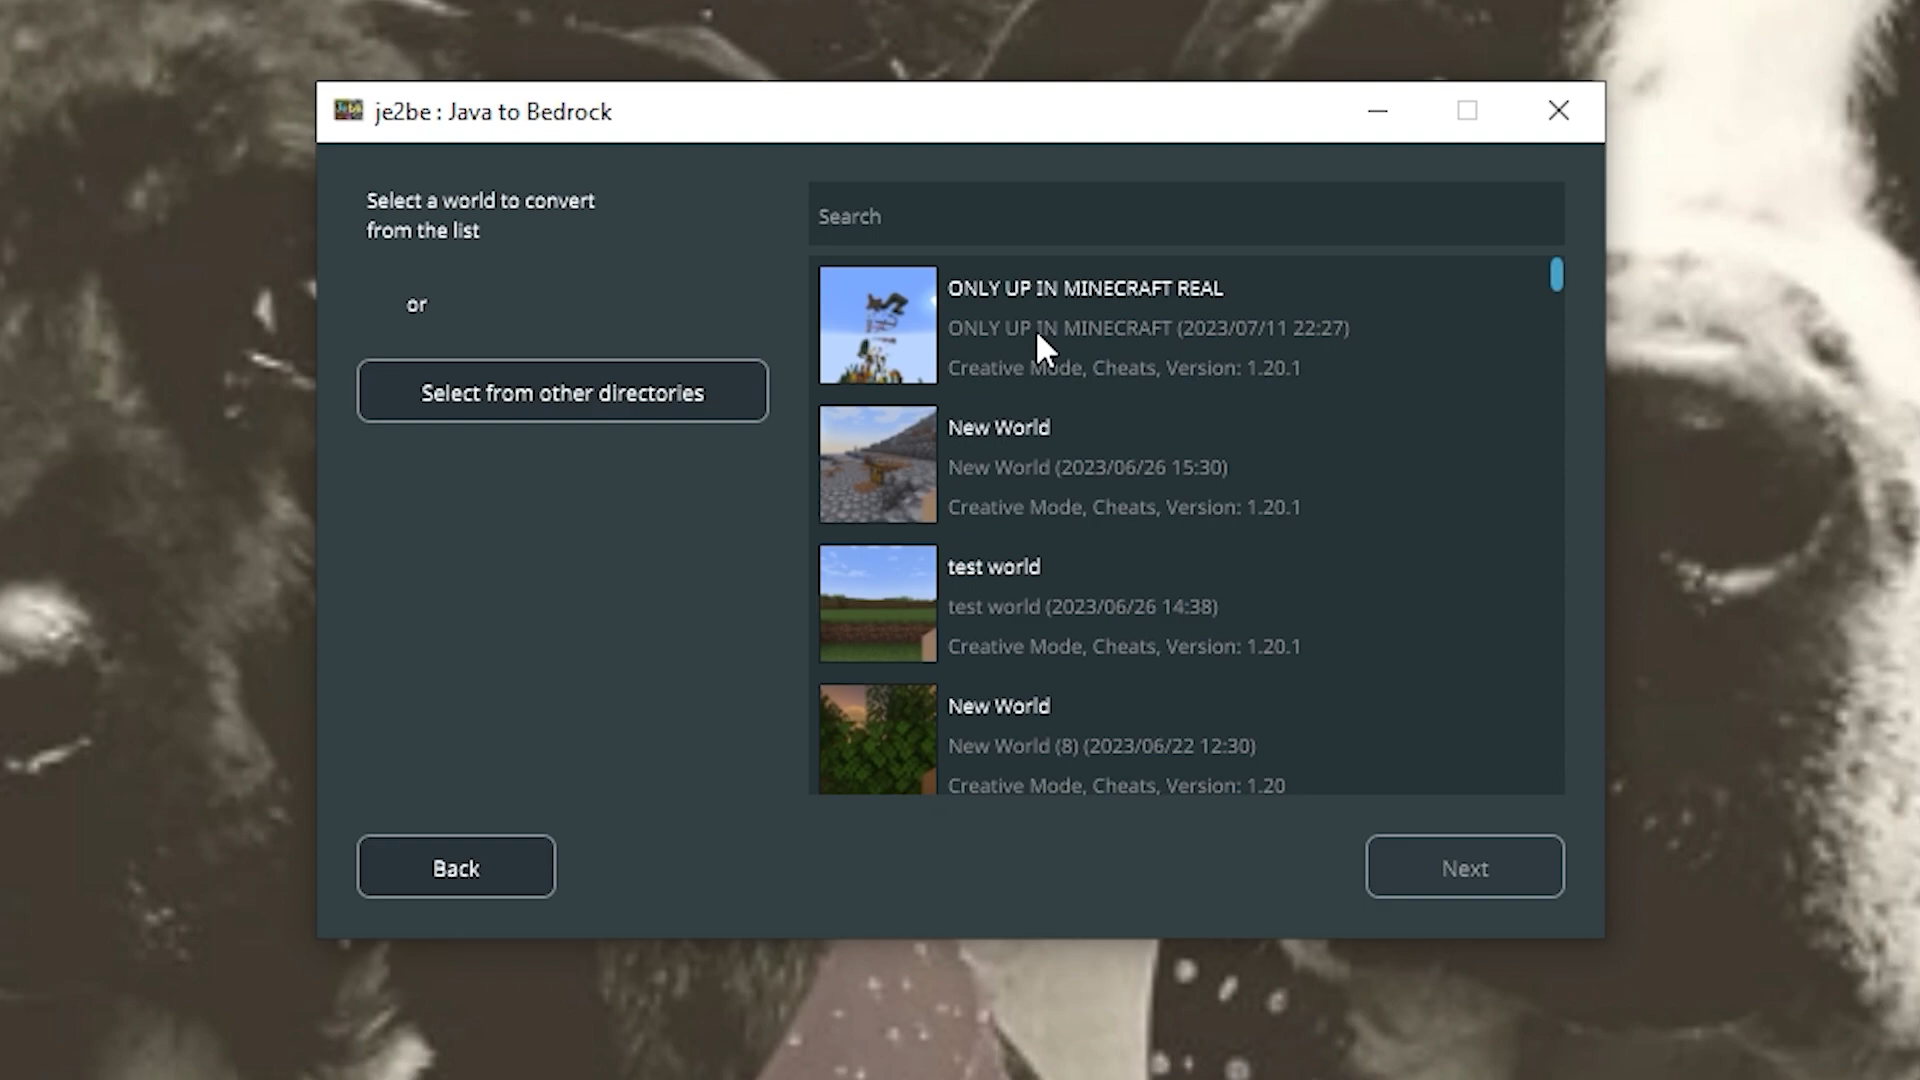 je2be : Java to Bedrock
Select a world to convert
from the list
or
Select from other directories
Search
ONLY UP IN MINECRAFT REAL
ONLY UP IN MINECRAFT (2023/07/11 22:27)
Creative Mode, Cheats, Version: 1.20.1
New World
New World (2023/06/26 15:30)
Creative Mode, Cheats, Version: 1.20.1
test world
test world (2023/06/26 14:38)
Creative Mode, Cheats, Version: 1.20.1
New World
New World (8) (2023/06/22 12:30)
Creative Mode, Cheats, Version: 1.20
Back
Next